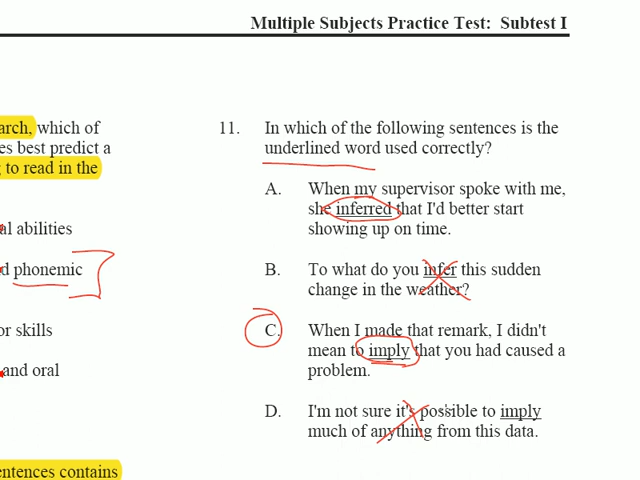 Multiple Subjects Practice Test: Subtest I
arch, which of
es best predict a
to read in the
al abilities
d phonemic
or skills
and oral
entences contains
11. In which of the following sentences is the
underlined word used correctly?
A. When my supervisor spoke with me,
she inferred that I'd better start
showing up on time.
B. To what do you infer this sudden
change in the weather?
C. When I made that remark, I didn't
mean to imply that you had caused a
problem.
D. I'm not sure it's possible to imply
much of anything from this data.